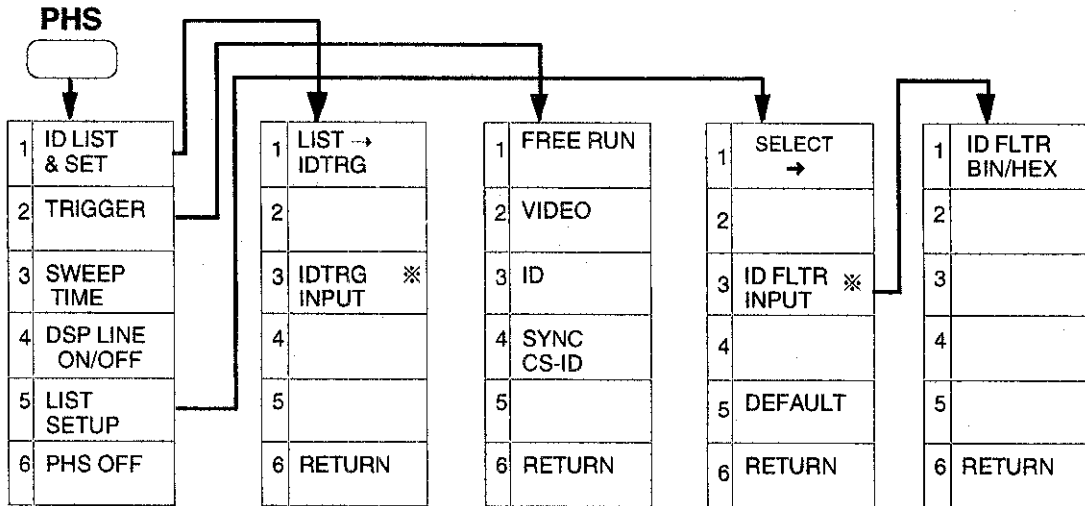 PHS
1 ID LIST
& SET
2 TRIGGER
3 SWEEP
TIME
4 DSP LINE
ON/OFF
5 LIST
SETUP
6 PHS OFF
1 LIST →
IDTRG
2
3 IDTRG ※
INPUT
4
5
6 RETURN
1 FREE RUN
2 VIDEO
3 ID
4 SYNC
CS-ID
5
6 RETURN
1 SELECT
→
2
3 ID FLTR ※
INPUT
4
5 DEFAULT
6 RETURN
1 ID FLTR
BIN/HEX
2
3
4
5
6 RETURN